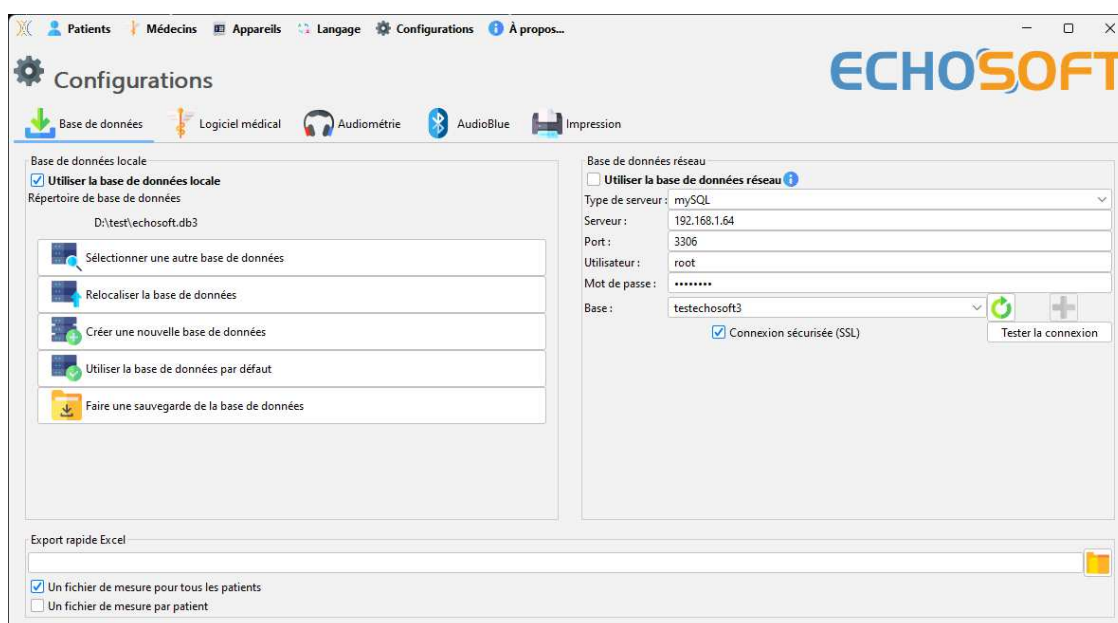 Patients Médecins Appareils Langage Configurations À propos...
Configurations
ECHOSOFT
Base de données Logiciel médical Audiométrie AudioBlue Impression
Base de données locale
Utiliser la base de données locale
Répertoire de base de données
D:\test\echosoft.db3
Sélectionner une autre base de données
Relocaliser la base de données
Créer une nouvelle base de données
Utiliser la base de données par défaut
Faire une sauvegarde de la base de données
Base de données réseau
Utiliser la base de données réseau
Type de serveur : mySQL
Serveur : 192.168.1.64
Port : 3306
Utilisateur : root
Mot de passe : ••••••••
Base : testechosoft3
Connexion sécurisée (SSL) Tester la connexion
Export rapide Excel
Un fichier de mesure pour tous les patients
Un fichier de mesure par patient